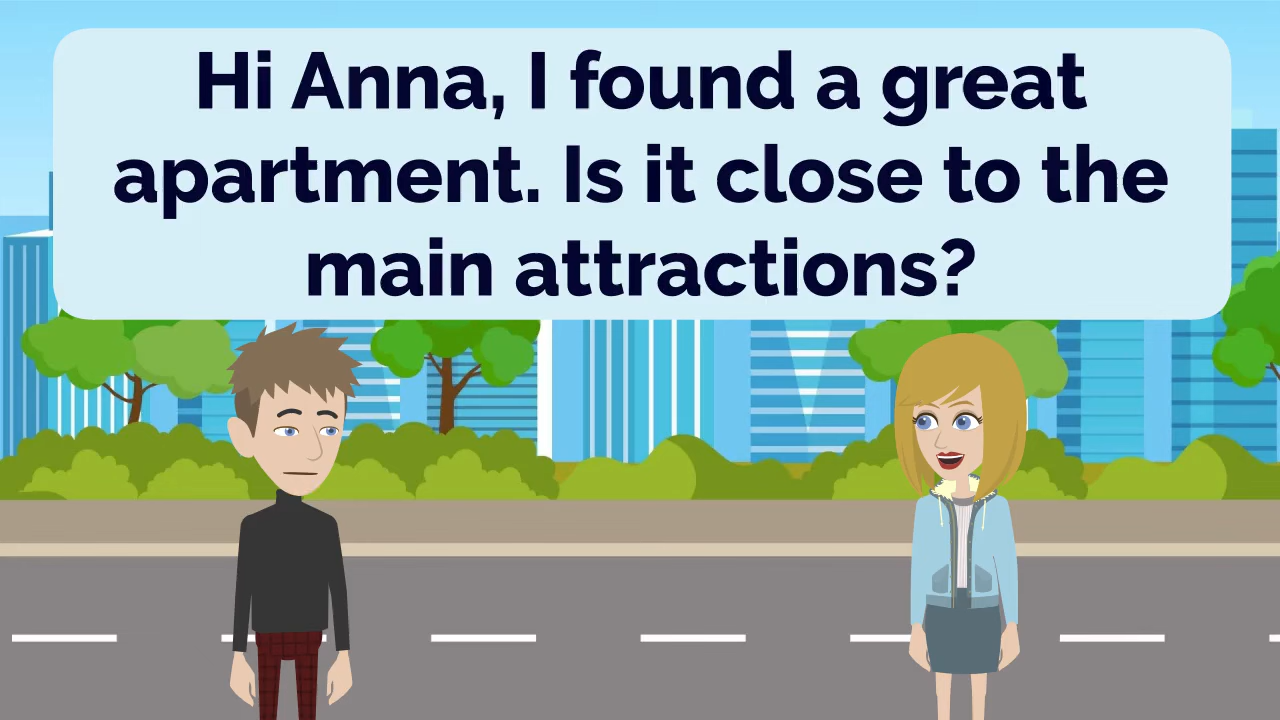 Hi Anna, I found a great
apartment. Is it close to the
main attractions?